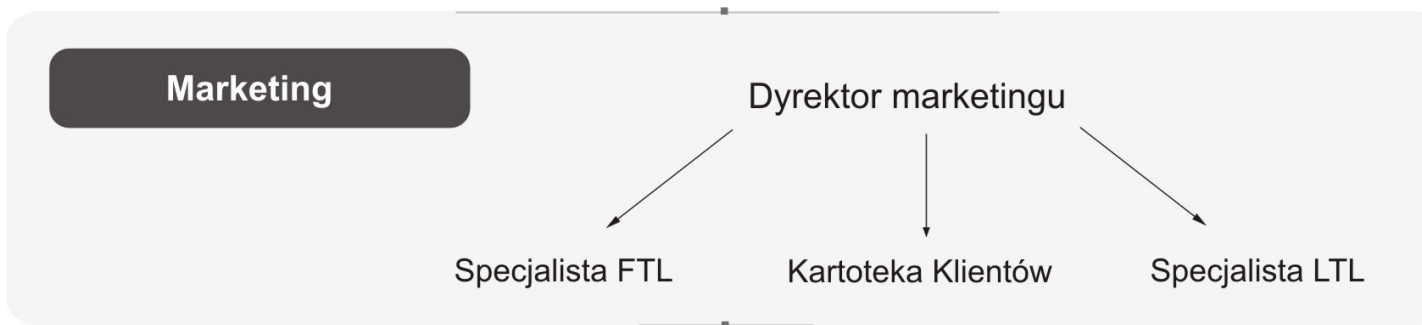 Marketing
Dyrektor marketingu
Specjalista FTL
Kartoteka Klientów
Specjalista LTL